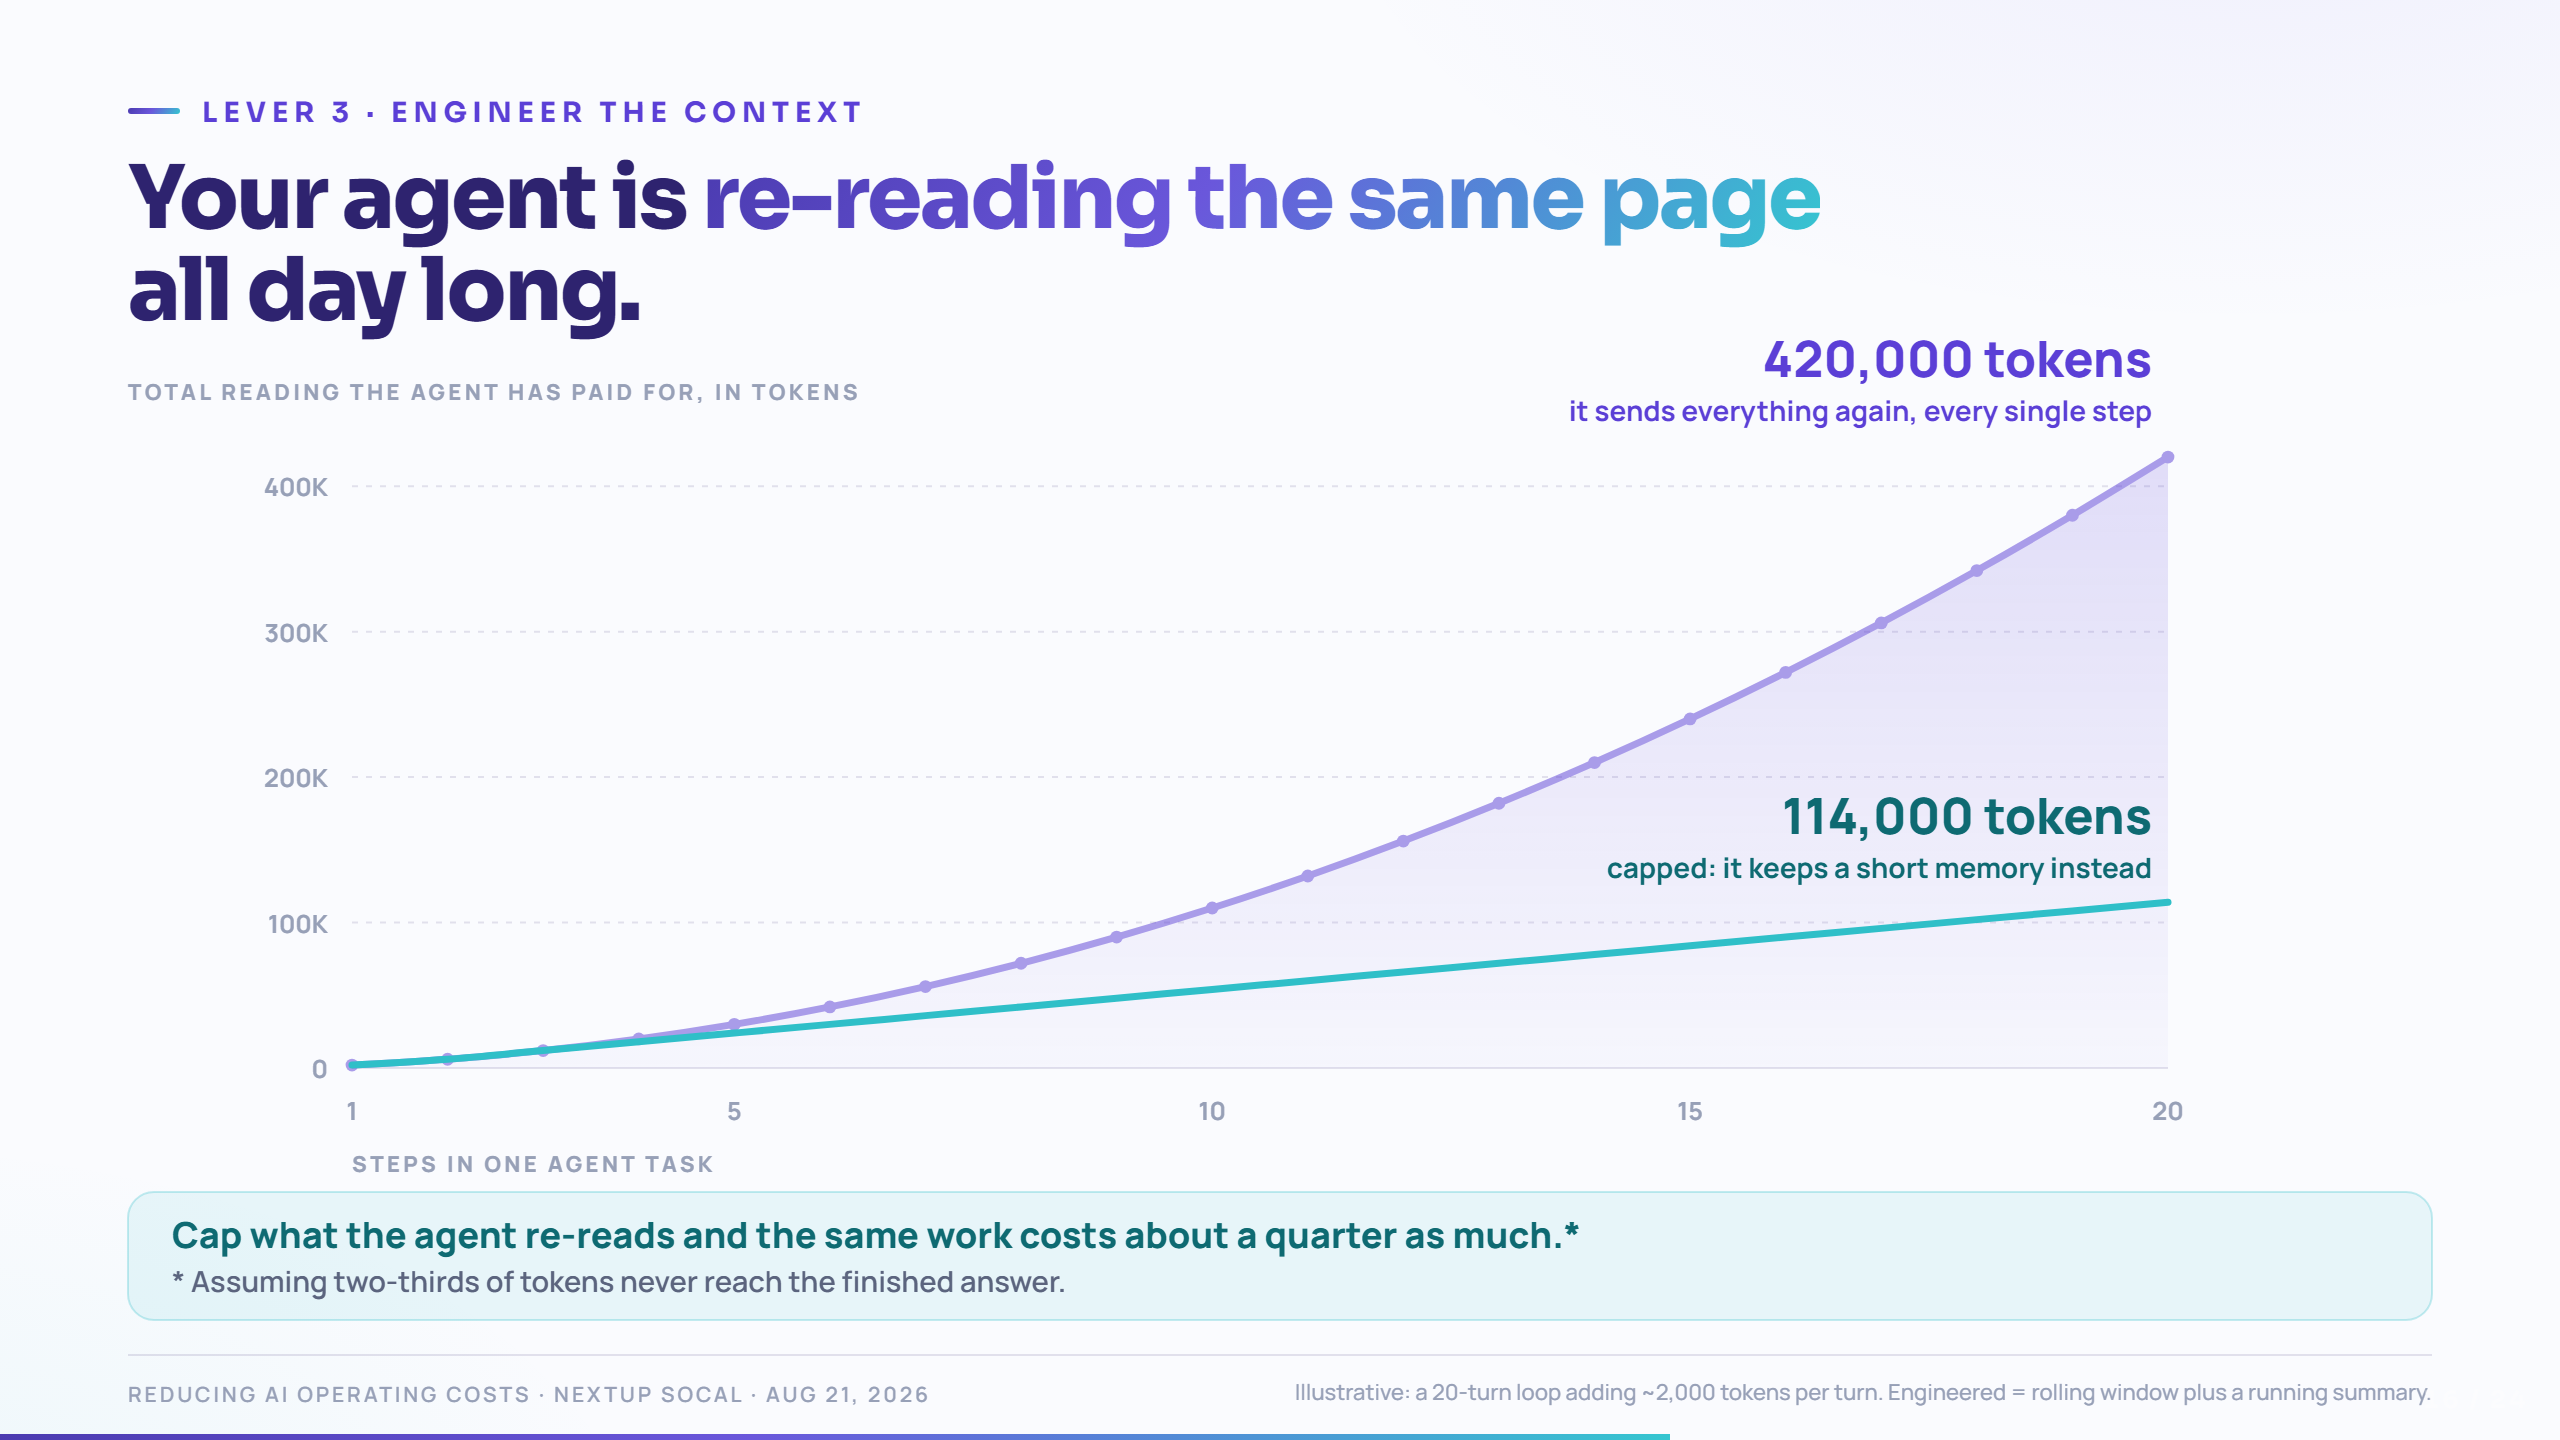 LEVER 3 · ENGINEER THE CONTEXT
Your agent is re-reading the same page
all day long.
TOTAL READING THE AGENT HAS PAID FOR, IN TOKENS
420,000 tokens
it sends everything again, every single step
400K
300K
200K
100K
0
114,000 tokens
capped: it keeps a short memory instead
1 5 10 15 20
STEPS IN ONE AGENT TASK
Cap what the agent re-reads and the same work costs about a quarter as much.*
* Assuming two-thirds of tokens never reach the finished answer.
REDUCING AI OPERATING COSTS · NEXTUP SOCAL · AUG 21, 2026
Illustrative: a 20-turn loop adding ~2,000 tokens per turn. Engineered = rolling window plus a running summary.